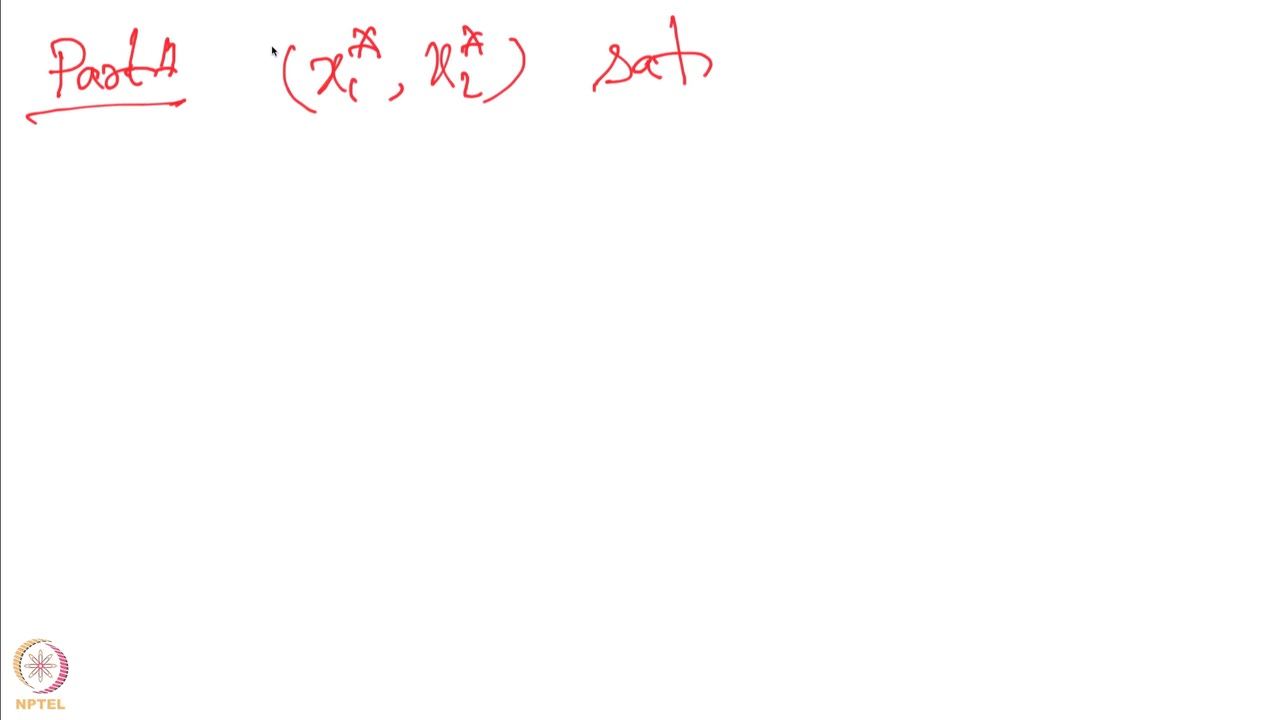 Part A (x₁*, x₂*) sat
NPTEL